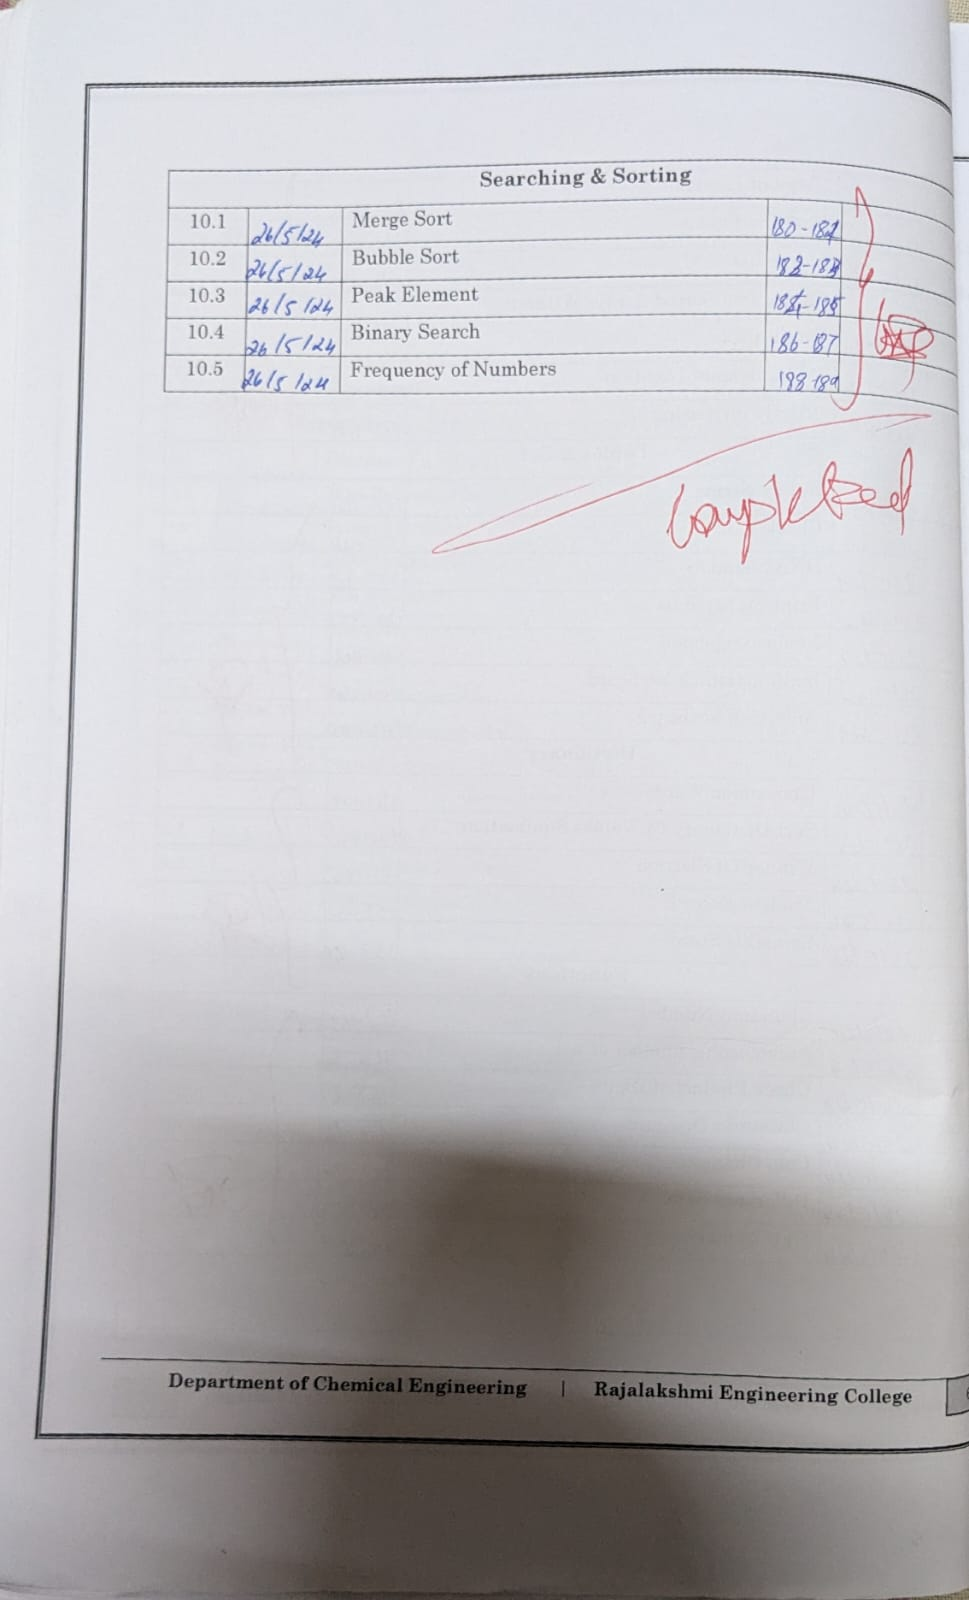 Searching & Sorting
10.1 26/5/24 Merge Sort 180-182
10.2 26/5/24 Bubble Sort 183-183
10.3 26/5/24 Peak Element 184-185
10.4 26/5/24 Binary Search 186-187
10.5 26/5/24 Frequency of Numbers 188-189
Completed
Department of Chemical Engineering | Rajalakshmi Engineering College